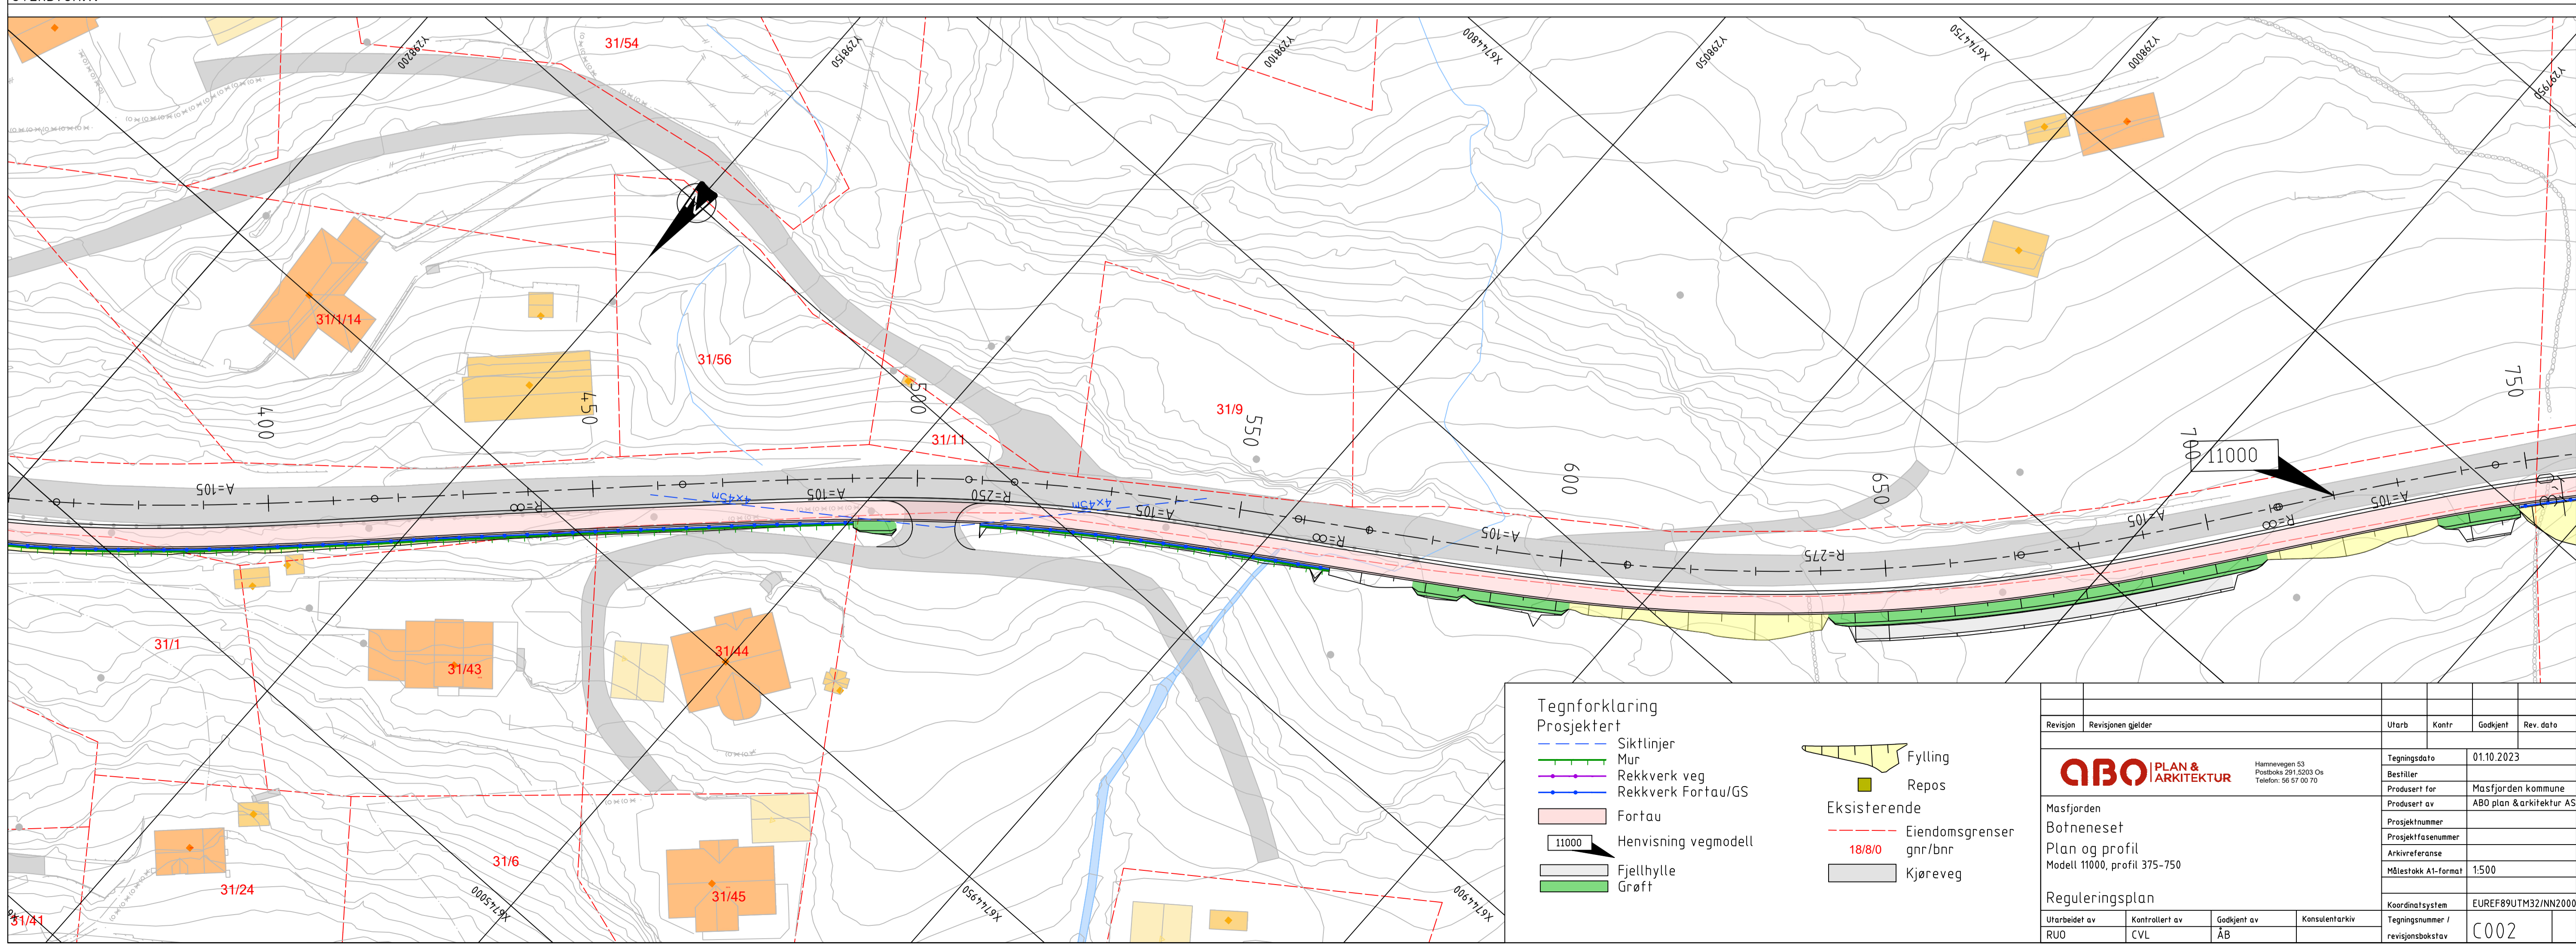 Y298200
31/54
Y298150
Y298100
X6744800
Y298050
X6744750
Y298000
Y297950
N
31/1/14
31/56
31/9
31/11
400
450
500
550
600
650
700
750
11000
A=105
R=∞
4x45m
A=105
R=250
4x45m
A=105
R=∞
A=105
R=275
A=105
R=∞
A=105
31/1
31/43
31/44
31/6
31/24
31/45
31/41
X6745000
X6744950
X6744900
Tegnforklaring
Prosjektert
Siktlinjer
Mur
Rekkverk veg
Rekkverk Fortau/GS
Fortau
11000 Henvisning vegmodell
Fjellhylle
Grøft
Fylling
Repos
Eksisterende
Eiendomsgrenser
18/8/0 gnr/bnr
Kjøreveg
Revisjon Revisjonen gjelder Utarb Kontr Godkjent Rev. dato
ABO PLAN & ARKITEKTUR
Hamnevegen 53
Postboks 291,5203 Os
Telefon: 56 57 00 70
Tegningsdato 01.10.2023
Bestiller
Produsert for Masfjorden kommune
Produsert av ABO plan & arkitektur AS
Prosjektnummer
Prosjektfasenummer
Arkivreferanse
Målestokk A1-format 1:500
Koordinatsystem EUREF89UTM32/NN2000
Masfjorden
Botneneset
Plan og profil
Modell 11000, profil 375-750
Reguleringsplan
Utarbeidet av Kontrollert av Godkjent av Konsulentarkiv
RUO CVL ÅB
Tegningsnummer /
revisjonsbokstav C002